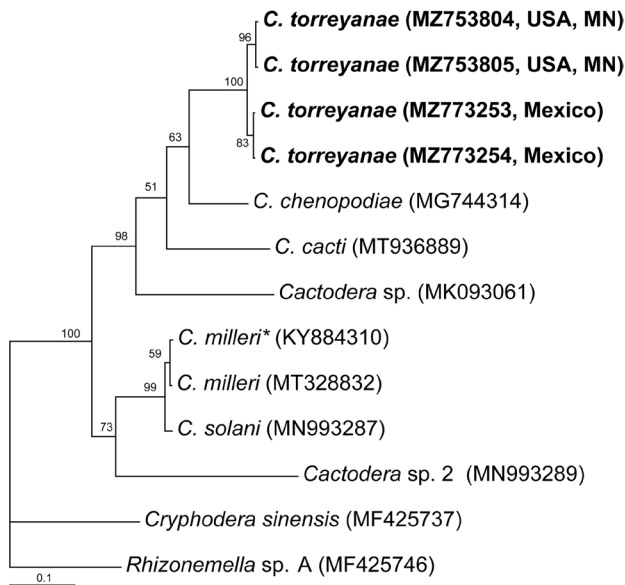 96
C. torreyanae (MZ753804, USA, MN)
C. torreyanae (MZ753805, USA, MN)
100
C. torreyanae (MZ773253, Mexico)
83
C. torreyanae (MZ773254, Mexico)
63
51
C. chenopodiae (MG744314)
98
C. cacti (MT936889)
Cactodera sp. (MK093061)
100
C. milleri* (KY884310)
59
99
C. milleri (MT328832)
73
C. solani (MN993287)
Cactodera sp. 2 (MN993289)
Cryphodera sinensis (MF425737)
Rhizonemella sp. A (MF425746)
0.1